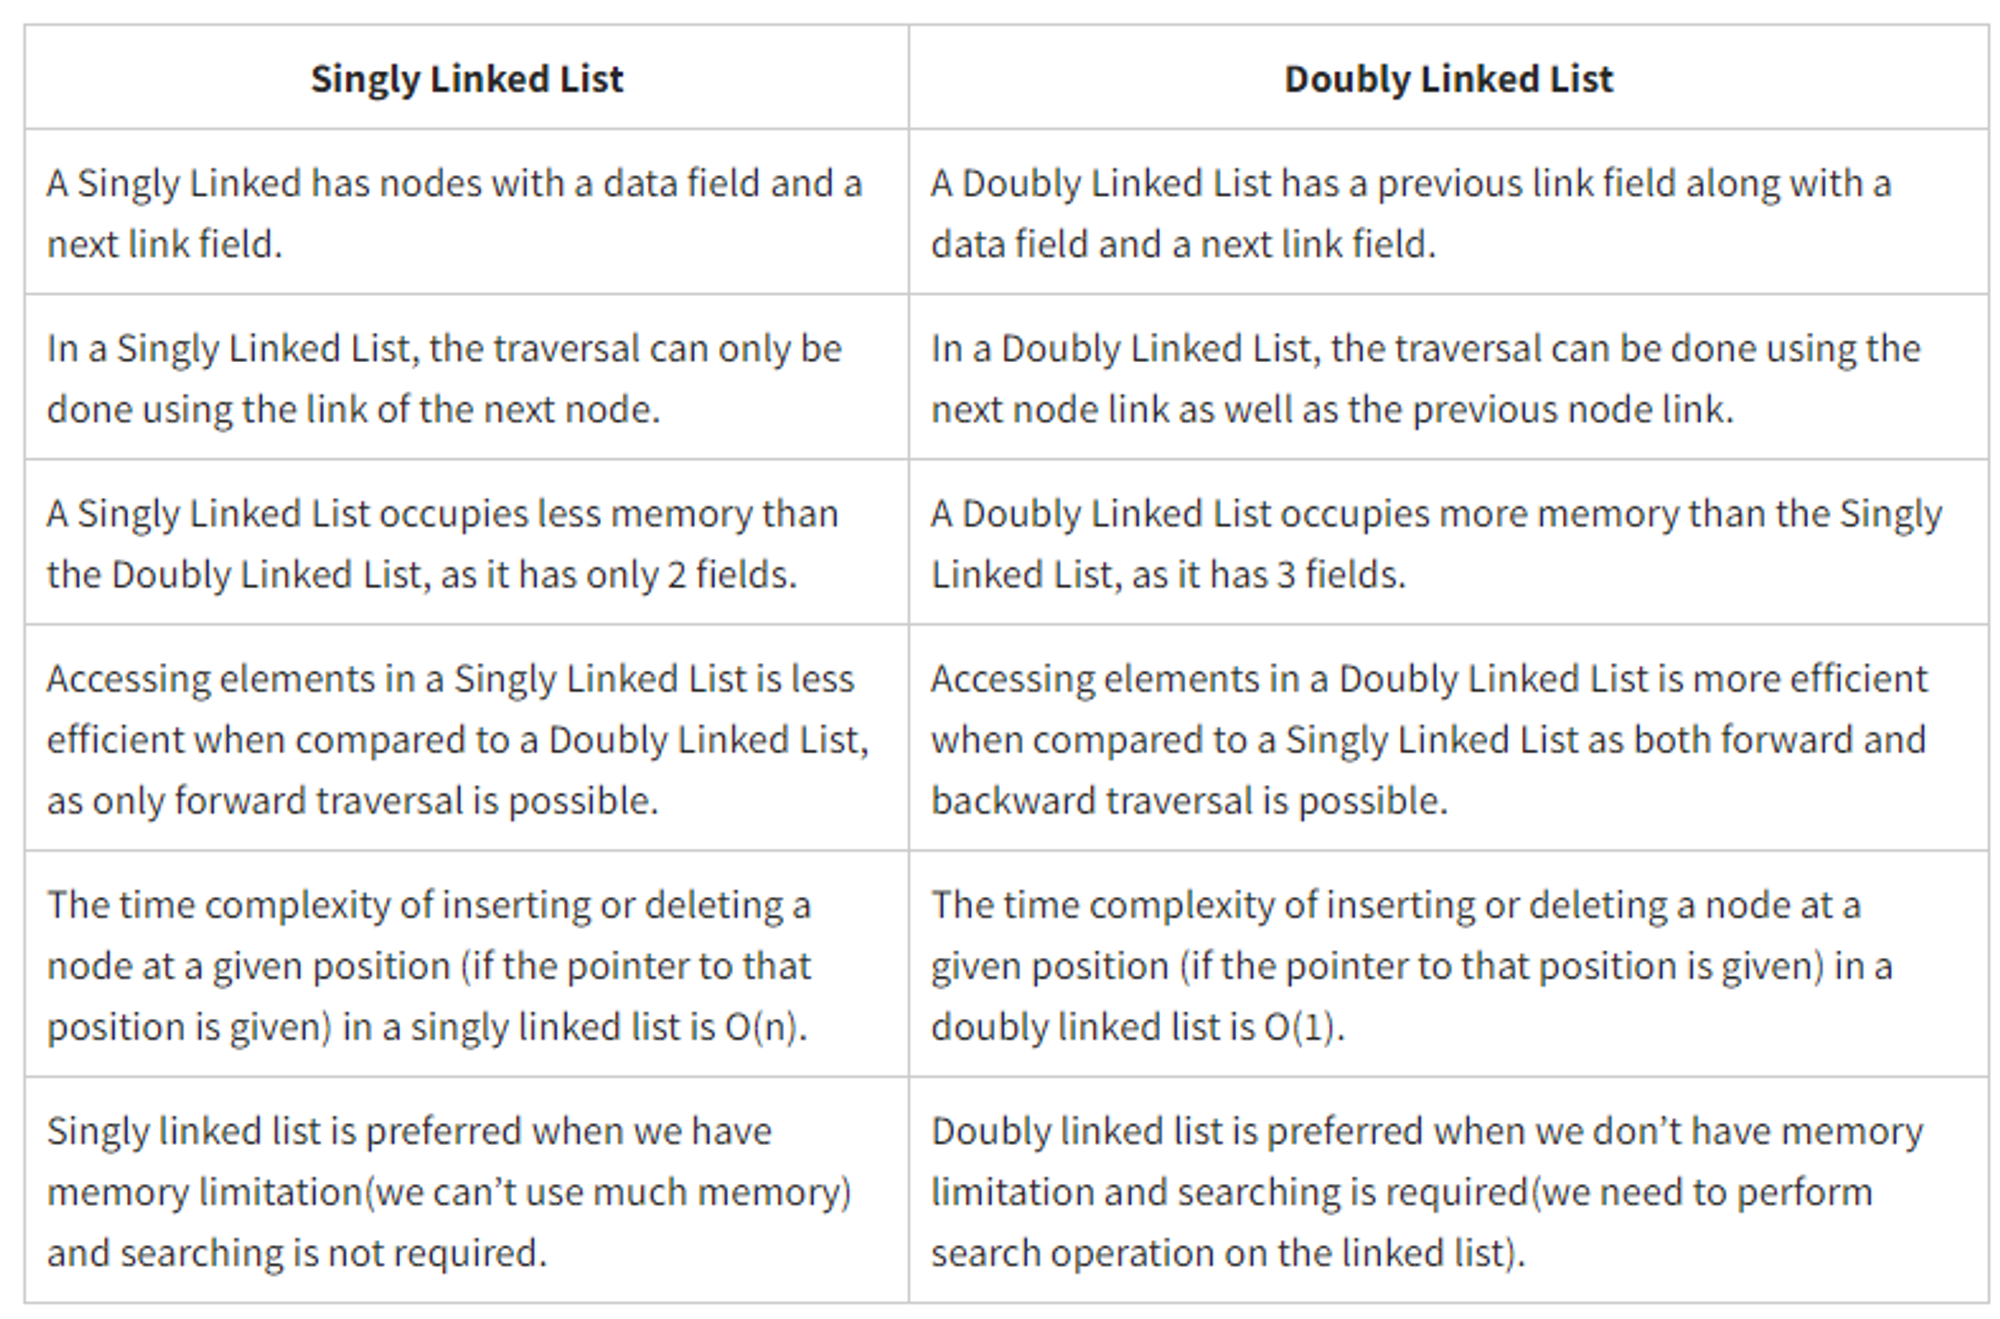 Singly Linked List
Doubly Linked List
A Singly Linked has nodes with a data field and a
next link field.
A Doubly Linked List has a previous link field along with a
data field and a next link field.
In a Singly Linked List, the traversal can only be
done using the link of the next node.
In a Doubly Linked List, the traversal can be done using the
next node link as well as the previous node link.
A Singly Linked List occupies less memory than
the Doubly Linked List, as it has only 2 fields.
A Doubly Linked List occupies more memory than the Singly
Linked List, as it has 3 fields.
Accessing elements in a Singly Linked List is less
efficient when compared to a Doubly Linked List,
as only forward traversal is possible.
Accessing elements in a Doubly Linked List is more efficient
when compared to a Singly Linked List as both forward and
backward traversal is possible.
The time complexity of inserting or deleting a
node at a given position (if the pointer to that
position is given) in a singly linked list is O(n).
The time complexity of inserting or deleting a node at a
given position (if the pointer to that position is given) in a
doubly linked list is O(1).
Singly linked list is preferred when we have
memory limitation(we can’t use much memory)
and searching is not required.
Doubly linked list is preferred when we don’t have memory
limitation and searching is required(we need to perform
search operation on the linked list).